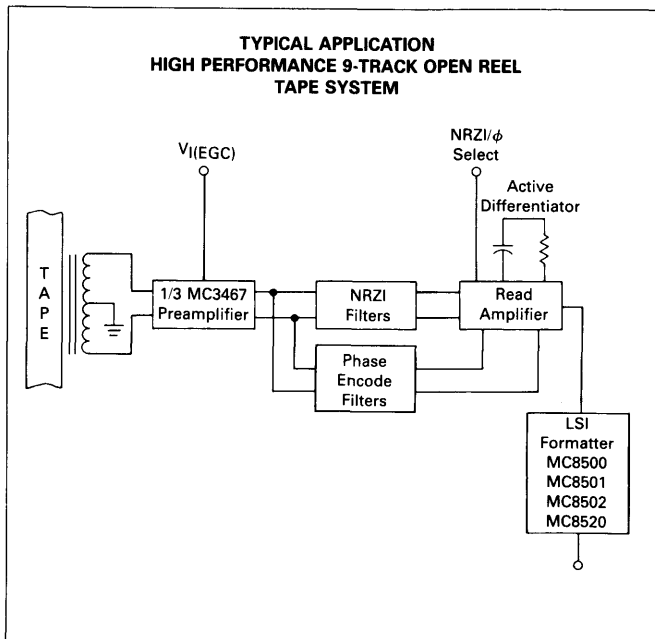 TYPICAL APPLICATION
HIGH PERFORMANCE 9-TRACK OPEN REEL
TAPE SYSTEM
VI(EGC)
NRZI/ϕ
Select
Active
Differentiator
TAPE
1/3 MC3467
Preamplifier
NRZI
Filters
Read
Amplifier
Phase
Encode
Filters
LSI
Formatter
MC8500
MC8501
MC8502
MC8520